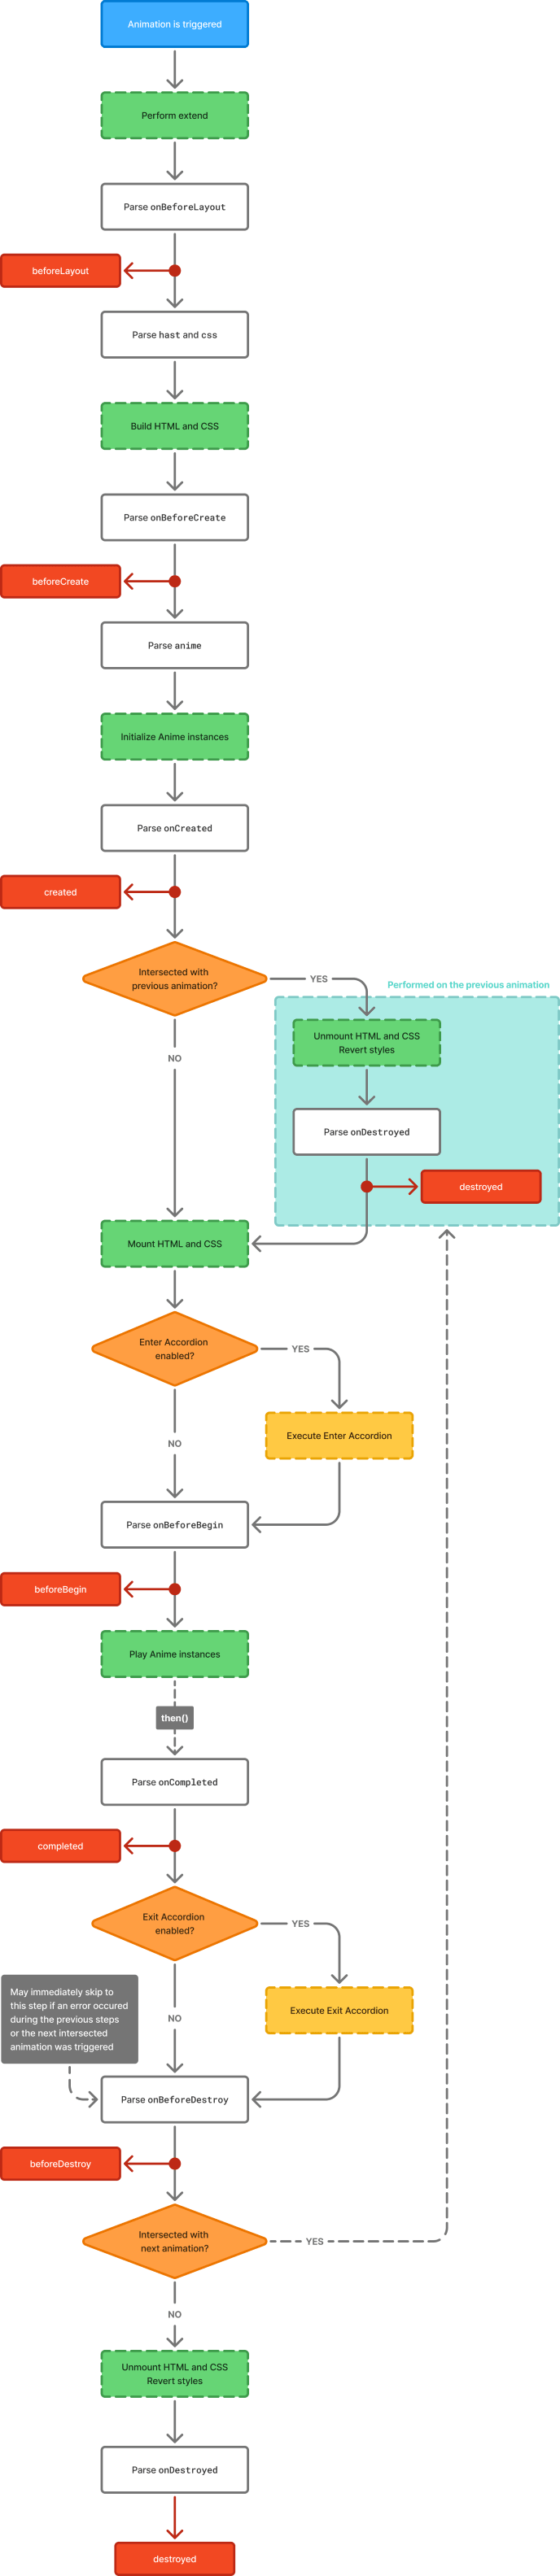 Animation is triggered
Perform extend
Parse onBeforeLayout
beforeLayout
Parse hast and css
Build HTML and CSS
Parse onBeforeCreate
beforeCreate
Parse anime
Initialize Anime instances
Parse onCreated
created
Intersected with
previous animation?
YES
NO
Performed on the previous animation
Unmount HTML and CSS
Revert styles
Parse onDestroyed
destroyed
Mount HTML and CSS
Enter Accordion
enabled?
YES
NO
Execute Enter Accordion
Parse onBeforeBegin
beforeBegin
Play Anime instances
then()
Parse onCompleted
completed
Exit Accordion
enabled?
YES
NO
Execute Exit Accordion
May immediately skip to
this step if an error occured
during the previous steps
or the next intersected
animation was triggered
Parse onBeforeDestroy
beforeDestroy
Intersected with
next animation?
YES
NO
Unmount HTML and CSS
Revert styles
Parse onDestroyed
destroyed